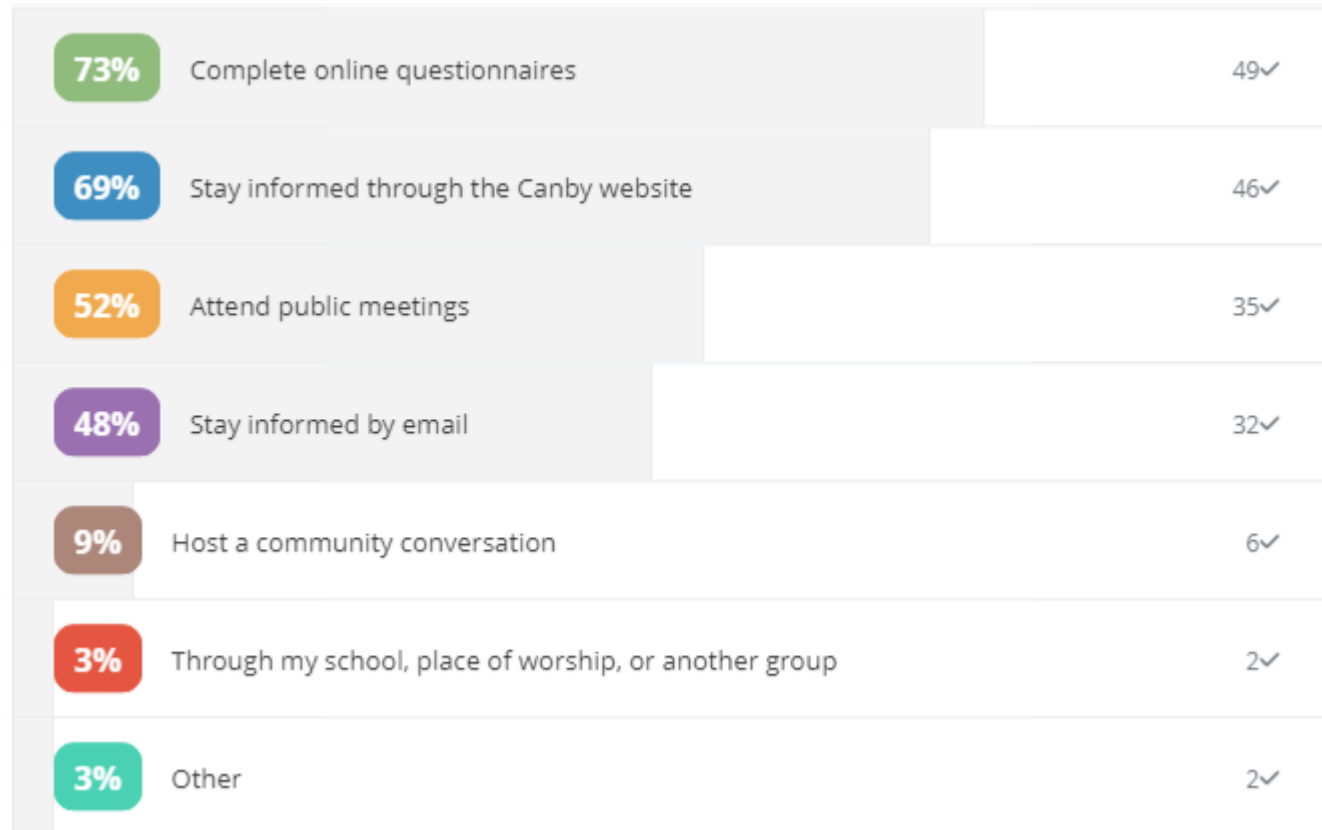 73% Complete online questionnaires 49✓
69% Stay informed through the Canby website 46✓
52% Attend public meetings 35✓
48% Stay informed by email 32✓
9% Host a community conversation 6✓
3% Through my school, place of worship, or another group 2✓
3% Other 2✓